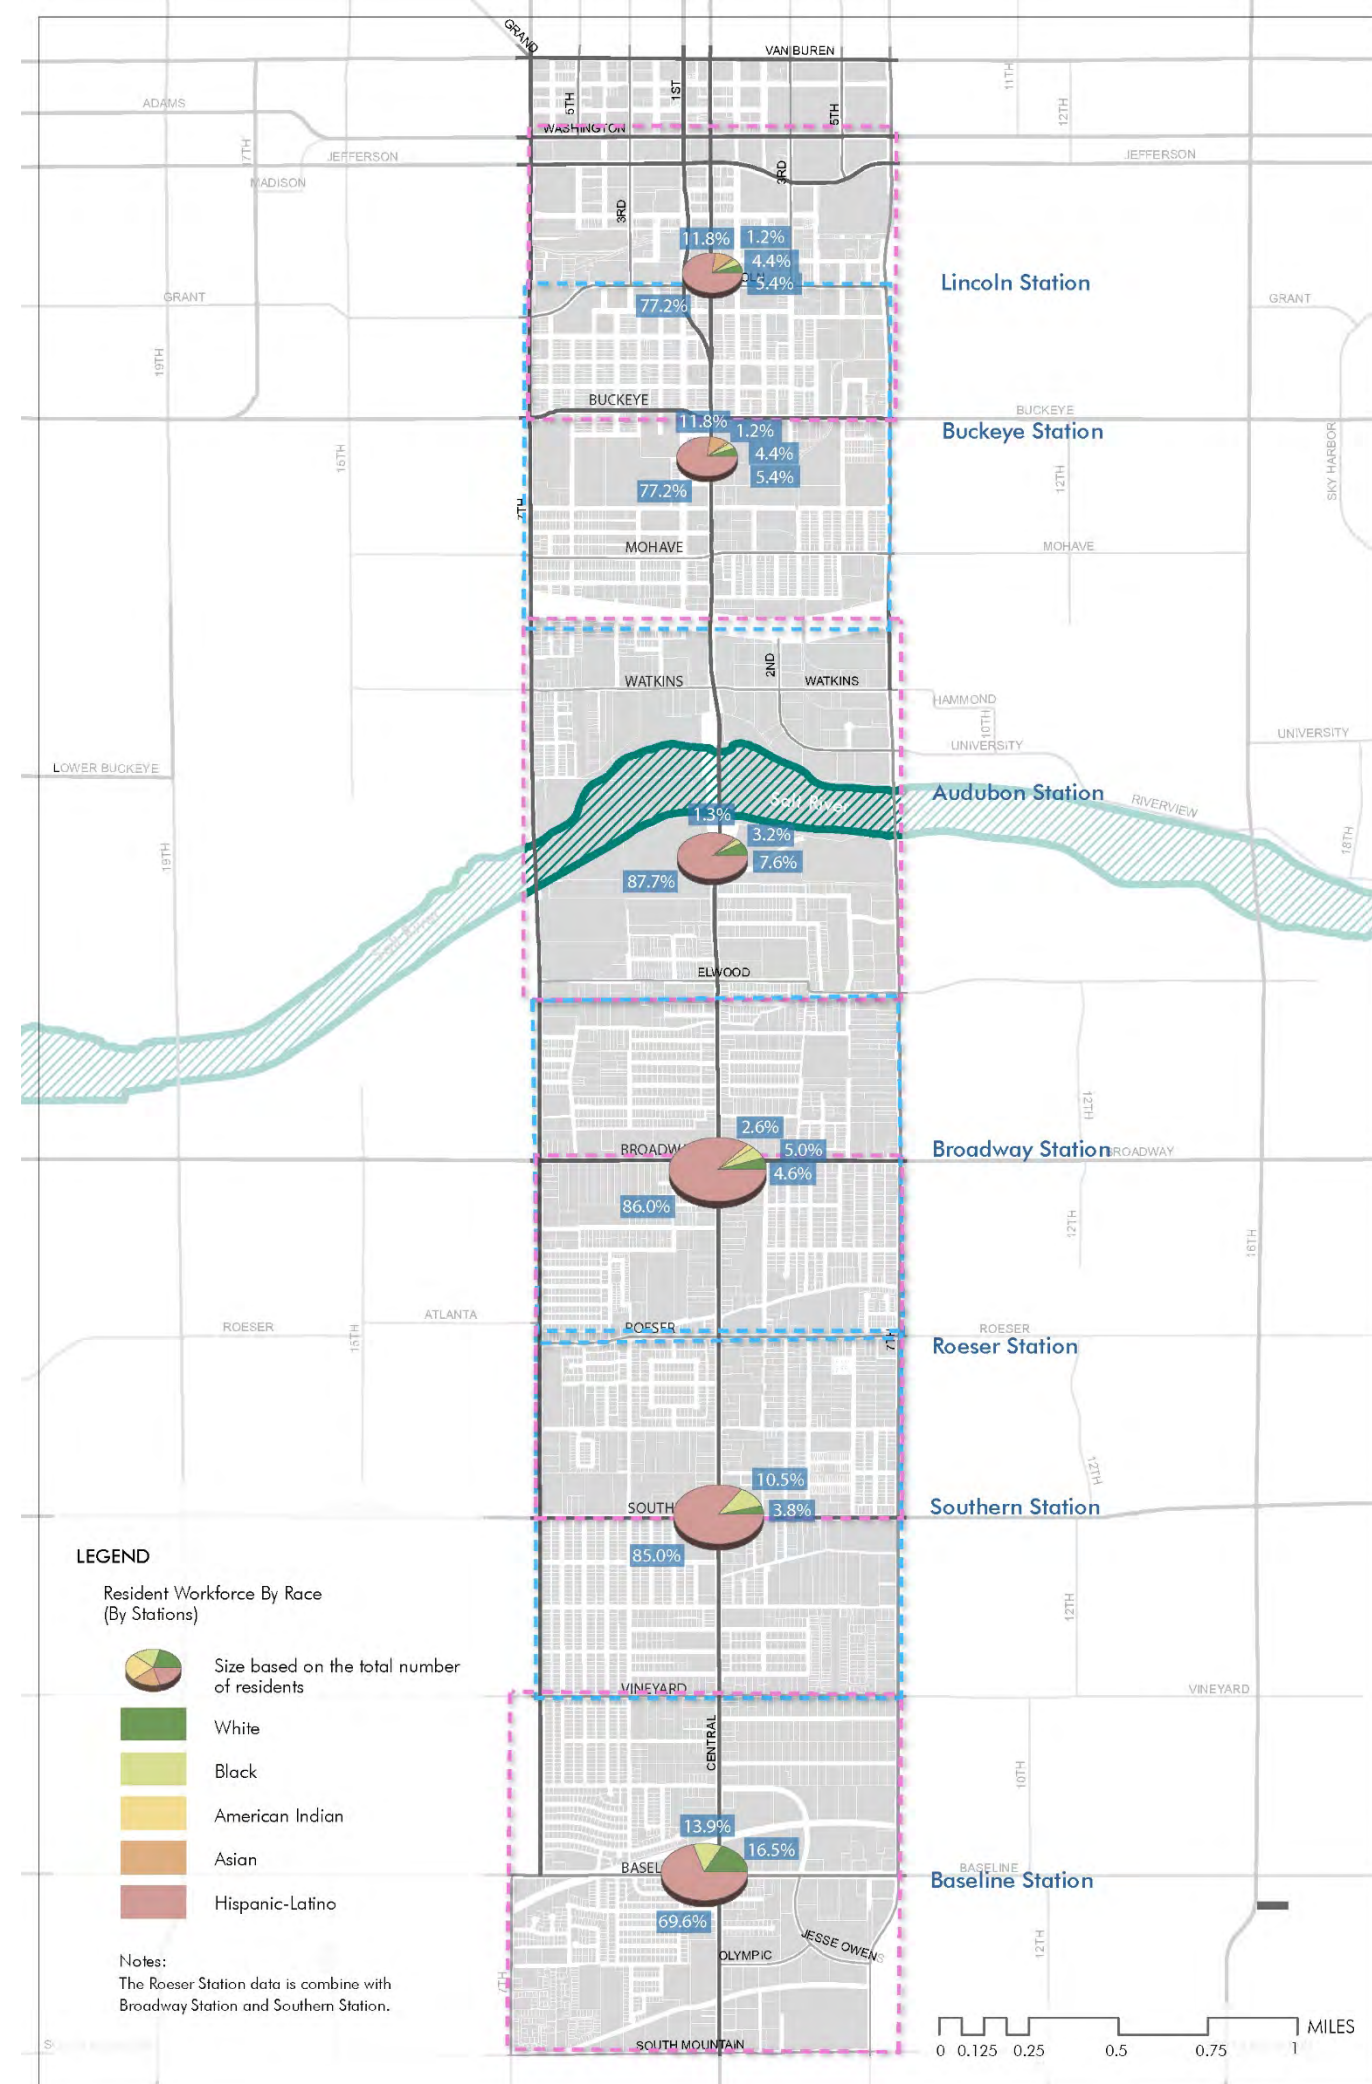 GRAND
VAN BUREN
5TH
1ST
5TH
11TH
12TH
ADAMS
WASHINGTON
17TH
JEFFERSON
JEFFERSON
MADISON
3RD
3RD
11.8%
1.2%
4.4%
5.4%
77.2%
Lincoln Station
GRANT
GRANT
19TH
BUCKEYE
BUCKEYE
Buckeye Station
11.8%
1.2%
4.4%
5.4%
77.2%
15TH
12TH
SKY HARBOR
7TH
MOHAVE
MOHAVE
2ND
WATKINS
WATKINS
HAMMOND
10TH
UNIVERSITY
UNIVERSITY
LOWER BUCKEYE
Audubon Station
RIVERVIEW
Salt River
1.3%
3.2%
7.6%
87.7%
19TH
18TH
Salt River
ELWOOD
12TH
2.6%
5.0%
4.6%
86.0%
BROADW
Broadway Station
ROADWAY
12TH
16TH
ATLANTA
ROESER
15TH
ROESER
ROESER
7TH
Roeser Station
12TH
10.5%
3.8%
85.0%
SOUTH
Southern Station
LEGEND
Resident Workforce By Race
(By Stations)
Size based on the total number
of residents
White
Black
American Indian
Asian
Hispanic-Latino
Notes:
The Roeser Station data is combine with
Broadway Station and Southern Station.
12TH
VINEYARD
VINEYARD
CENTRAL
10TH
13.9%
16.5%
69.6%
BASEL
BASELINE
Baseline Station
OLYMPIC
JESSE OWENS
12TH
7TH
SOUTH MOUNTAIN
MILES
0 0.125 0.25 0.5 0.75 1